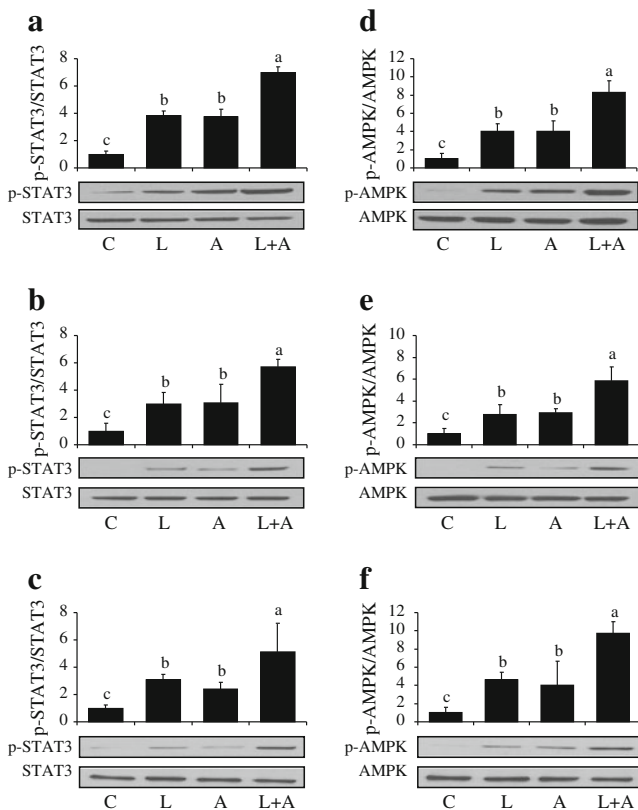 a
p-STAT3/STAT3
8
6
4
2
0
c
b
b
a
p-STAT3
STAT3
C L A L+A
d
p-AMPK/AMPK
12
10
8
6
4
2
0
c
b
b
a
p-AMPK
AMPK
C L A L+A
b
p-STAT3/STAT3
8
6
4
2
0
c
b
b
a
p-STAT3
STAT3
C L A L+A
e
p-AMPK/AMPK
10
8
6
4
2
0
c
b
b
a
p-AMPK
AMPK
C L A L+A
c
p-STAT3/STAT3
8
6
4
2
0
c
b
b
a
p-STAT3
STAT3
C L A L+A
f
p-AMPK/AMPK
12
10
8
6
4
2
0
c
b
b
a
p-AMPK
AMPK
C L A L+A